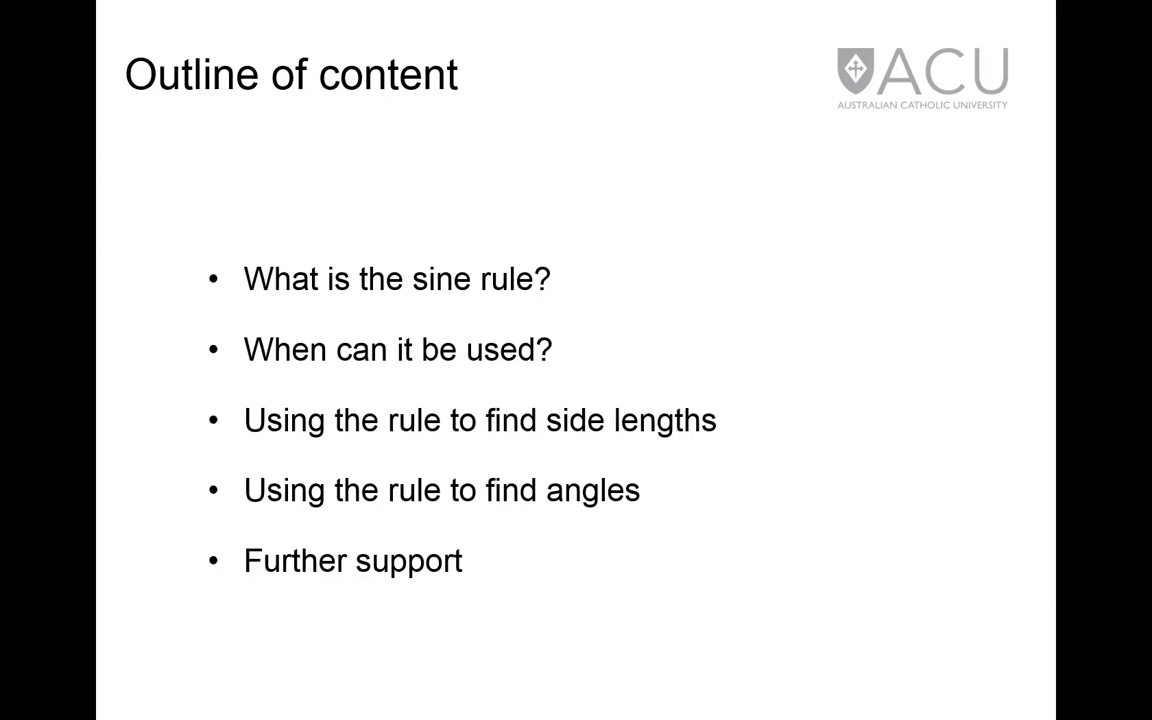 Outline of content
ACU
AUSTRALIAN CATHOLIC UNIVERSITY
• What is the sine rule?
• When can it be used?
• Using the rule to find side lengths
• Using the rule to find angles
• Further support